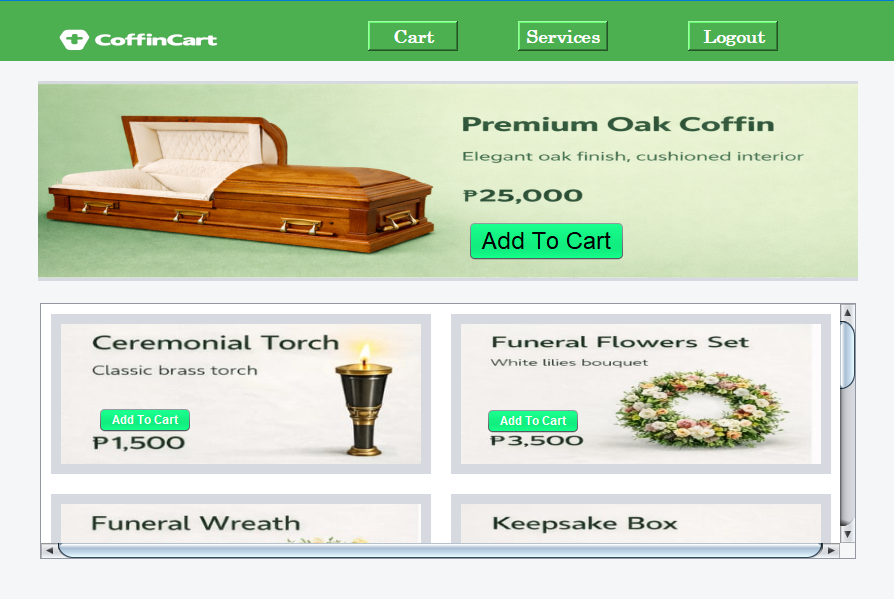 CoffinCart
Cart
Services
Logout
Premium Oak Coffin
Elegant oak finish, cushioned interior
₱25,000
Add To Cart
Ceremonial Torch
Classic brass torch
Add To Cart
₱1,500
Funeral Flowers Set
White lilies bouquet
Add To Cart
₱3,500
Funeral Wreath
Keepsake Box